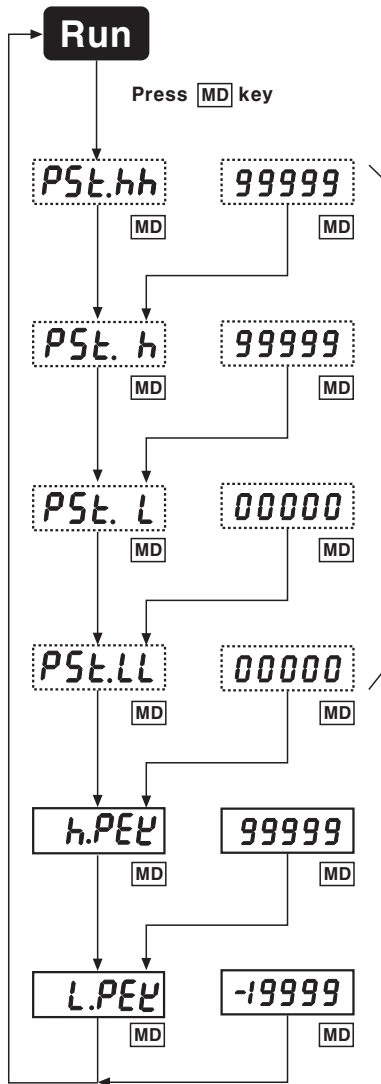 Run
Press MD key
PSt.hh 99999
MD MD
PSt. h 99999
MD MD
PSt. L 00000
MD MD
PSt.LL 00000
MD MD
h.PEK 99999
MD MD
L.PEK -19999
MD MD